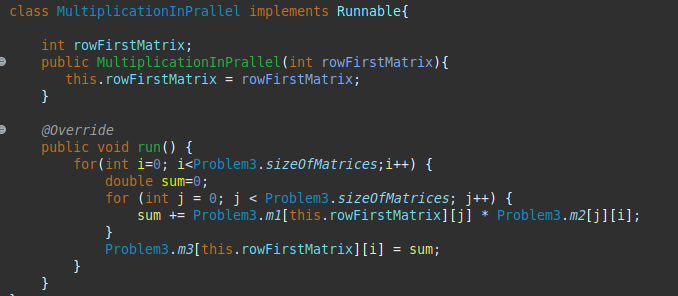 class MultiplicationInPrallel implements Runnable{
int rowFirstMatrix;
public MultiplicationInPrallel(int rowFirstMatrix){
this.rowFirstMatrix = rowFirstMatrix;
}
@Override
public void run() {
for(int i=0; i<Problem3.sizeOfMatrices;i++) {
double sum=0;
for (int j = 0; j < Problem3.sizeOfMatrices; j++) {
sum += Problem3.m1[this.rowFirstMatrix][j] * Problem3.m2[j][i];
}
Problem3.m3[this.rowFirstMatrix][i] = sum;
}
}